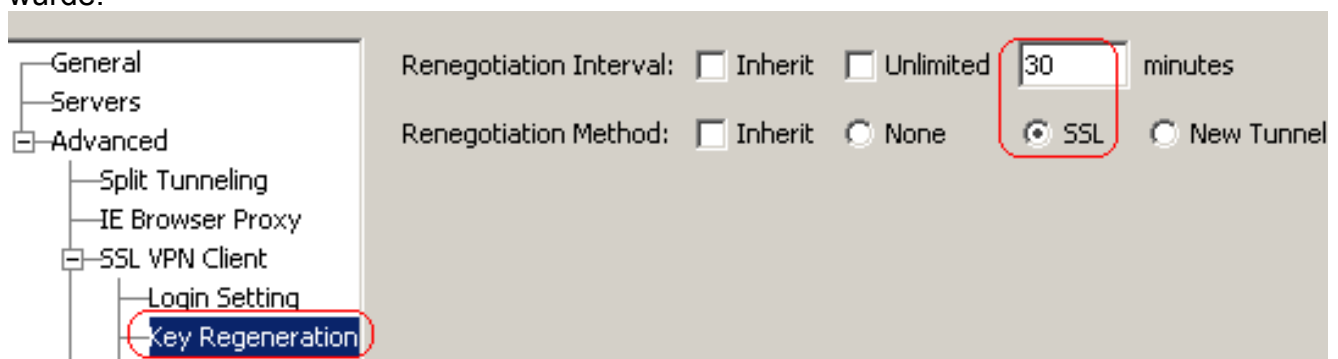 wurde.
General
Servers
Advanced
Split Tunneling
IE Browser Proxy
SSL VPN Client
Login Setting
Key Regeneration
Renegotiation Interval: Inherit Unlimited 30 minutes
Renegotiation Method: Inherit None SSL New Tunnel